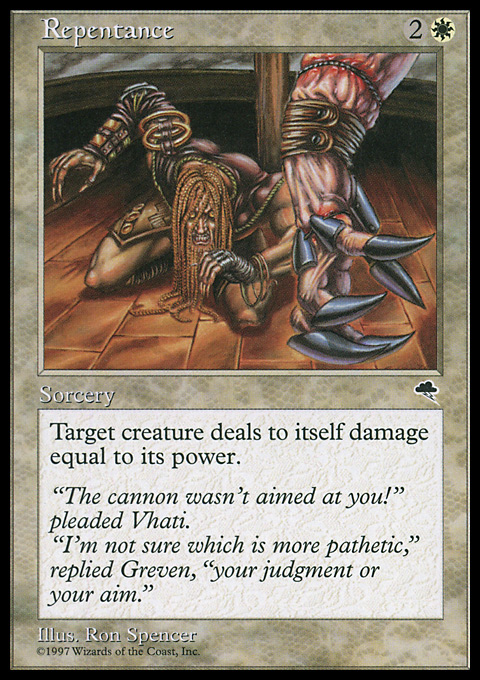 Repentance 2
Sorcery
Target creature deals to itself damage
equal to its power.
“The cannon wasn’t aimed at you!”
pleaded Vhati.
“I’m not sure which is more pathetic,”
replied Greven, “your judgment or
your aim.”
Illus. Ron Spencer
©1997 Wizards of the Coast, Inc.